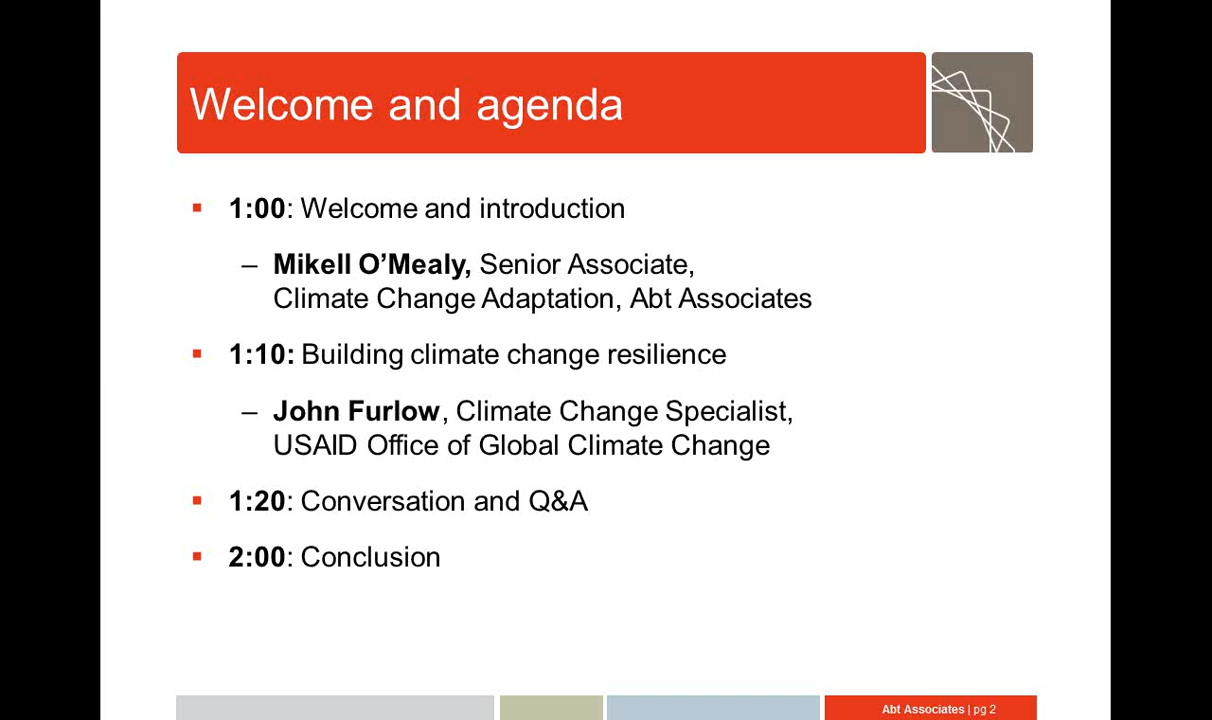 Welcome and agenda
▪ 1:00: Welcome and introduction
– Mikell O’Mealy, Senior Associate,
Climate Change Adaptation, Abt Associates
▪ 1:10: Building climate change resilience
– John Furlow, Climate Change Specialist,
USAID Office of Global Climate Change
▪ 1:20: Conversation and Q&A
▪ 2:00: Conclusion
Abt Associates | pg 2